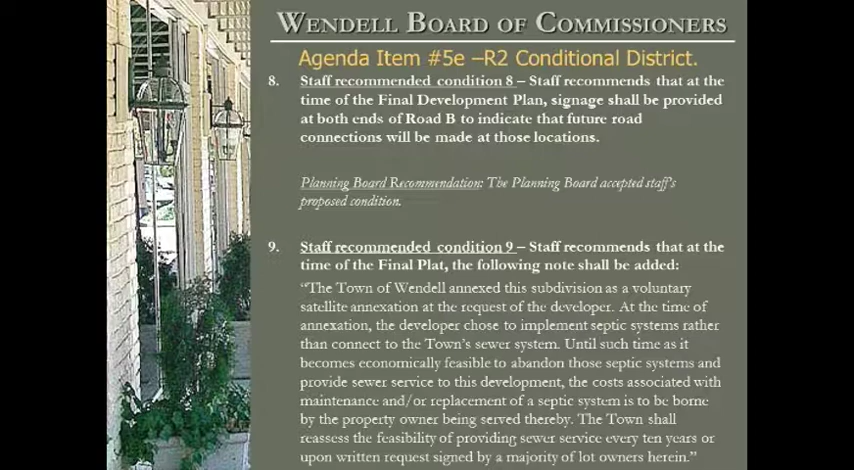 WENDELL BOARD OF COMMISSIONERS
Agenda Item #5e –R2 Conditional District.
8. Staff recommended condition 8 – Staff recommends that at the
time of the Final Development Plan, signage shall be provided
at both ends of Road B to indicate that future road
connections will be made at those locations.
Planning Board Recommendation: The Planning Board accepted staff's
proposed condition.
9. Staff recommended condition 9 – Staff recommends that at the
time of the Final Plat, the following note shall be added:
“The Town of Wendell annexed this subdivision as a voluntary
satellite annexation at the request of the developer. At the time of
annexation, the developer chose to implement septic systems rather
than connect to the Town's sewer system. Until such time as it
becomes economically feasible to abandon those septic systems and
provide sewer service to this development, the costs associated with
maintenance and/or replacement of a septic system is to be borne
by the property owner being served thereby. The Town shall
reassess the feasibility of providing sewer service every ten years or
upon written request signed by a majority of lot owners herein.”